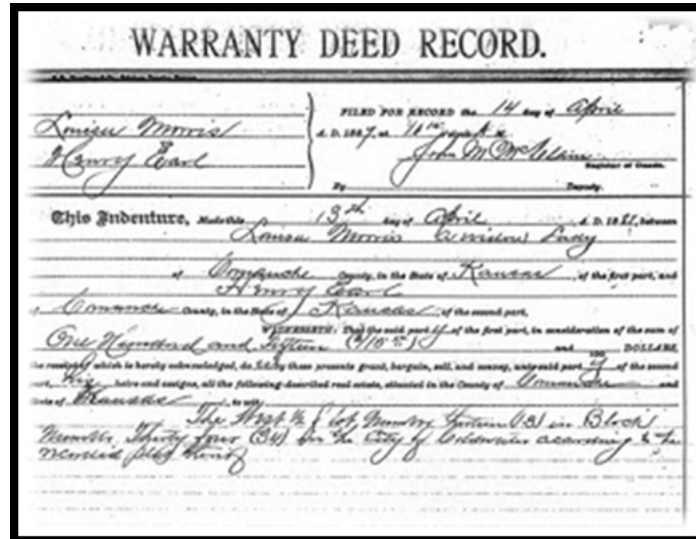 WARRANTY DEED RECORD.
FILED FOR RECORD the 14 day of April
Louisa Morris
to
Henry Earl
A. D. 1887, at 10 o'clock A. M.
John M
Register of Deeds.
By Deputy.
This Indenture, Made this 13th day of April A. D. 1887, between
Louisa Morris a widow Lady
of Comanche County, in the State of Kansas, of the first part, and
Henry Earl
of Comanche County, in the State of Kansas, of the second part,
WITNESSETH: That the said party of the first part, in consideration of the sum of
One Hundred and and DOLLARS,
the receipt of which is hereby acknowledged, do by these presents grant, bargain, sell, and convey, unto said party of the second
part, his heirs and assigns, all the following-described real estate, situated in the County of Comanche and
State of Kansas, to wit:
The West ½ of lot, Number (13) in Block
Number Thirty four (34) in the City of Coldwater according to the
recorded plat thereof